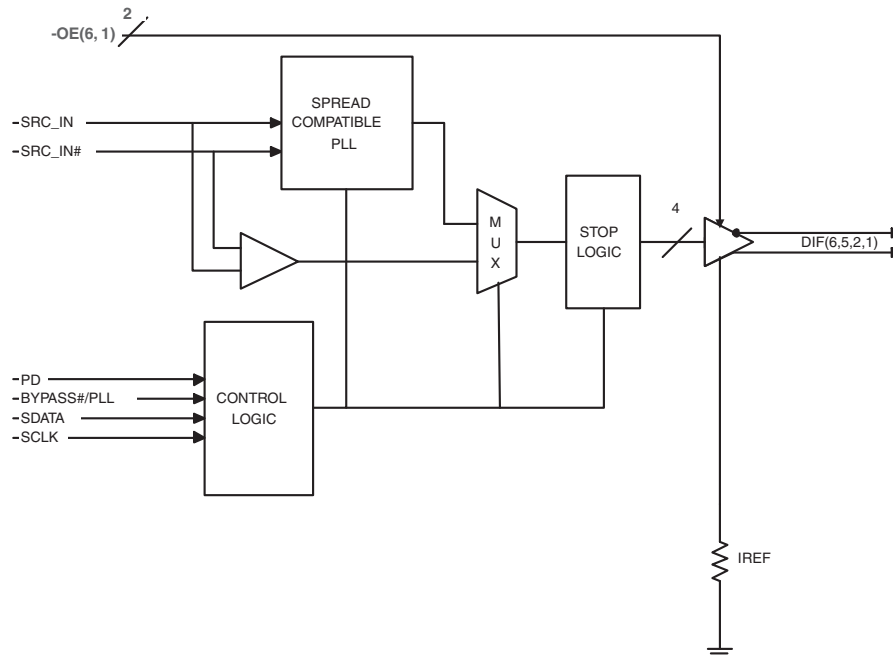 2
-OE(6, 1)
SPREAD
COMPATIBLE
PLL
SRC_IN
SRC_IN#
M
U
X
STOP
LOGIC
4
DIF(6,5,2,1)
PD
BYPASS#/PLL
SDATA
SCLK
CONTROL
LOGIC
IREF